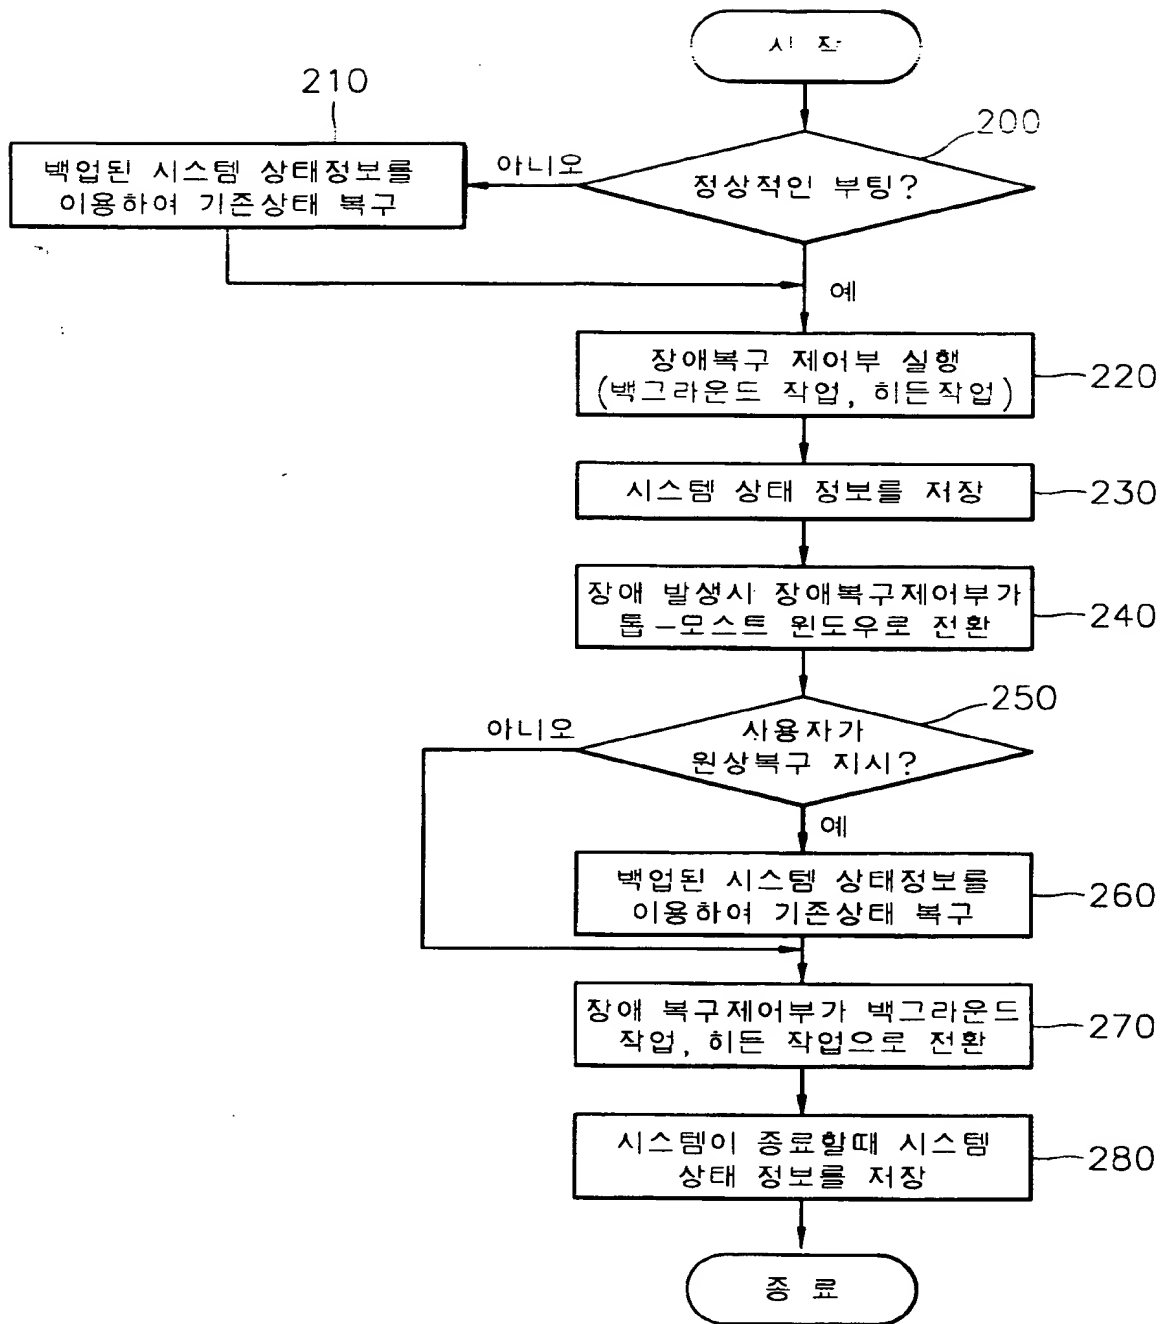 시 작
210
200
백업된 시스템 상태정보를
이용하여 기존상태 복구
아니오
정상적인 부팅?
예
장애복구 제어부 실행
(백그라운드 작업, 히든작업)
220
시스템 상태 정보를 저장
230
장애 발생시 장애복구제어부가
톱-모스트 윈도우로 전환
240
250
아니오
사용자가
원상복구 지시?
예
백업된 시스템 상태정보를
이용하여 기존상태 복구
260
장애 복구제어부가 백그라운드
작업, 히든 작업으로 전환
270
시스템이 종료할때 시스템
상태 정보를 저장
280
종 료